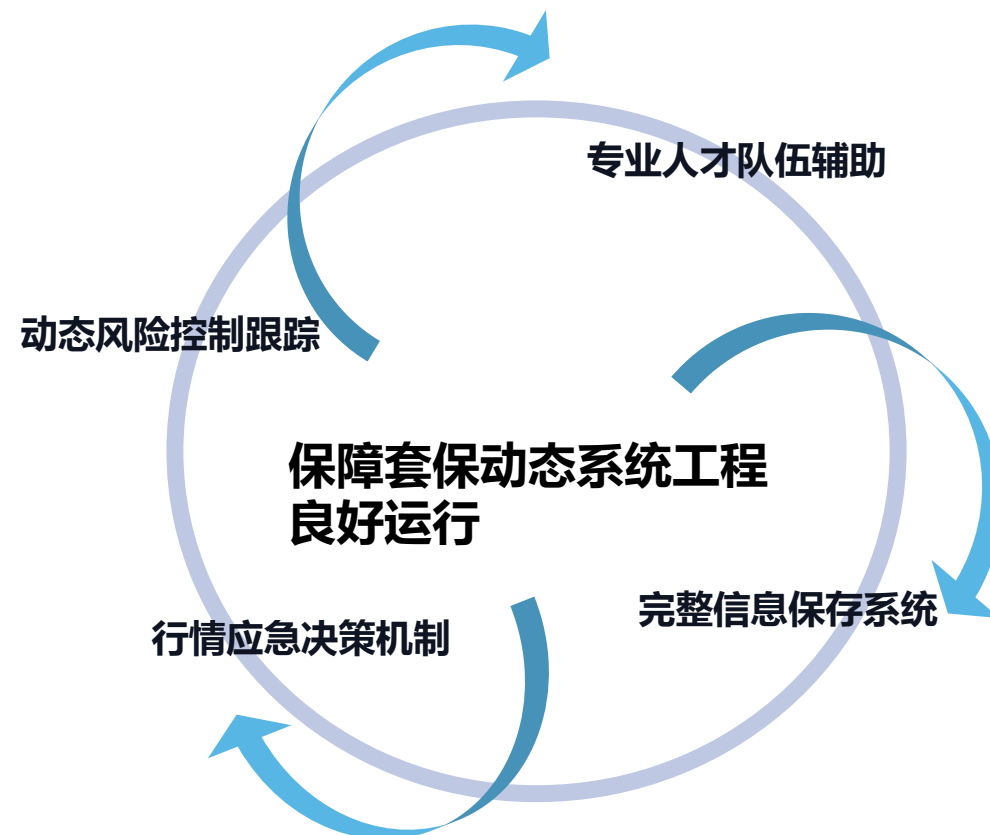 专业人才队伍辅助
动态风险控制跟踪
保障套保动态系统工程
良好运行
完整信息保存系统
行情应急决策机制